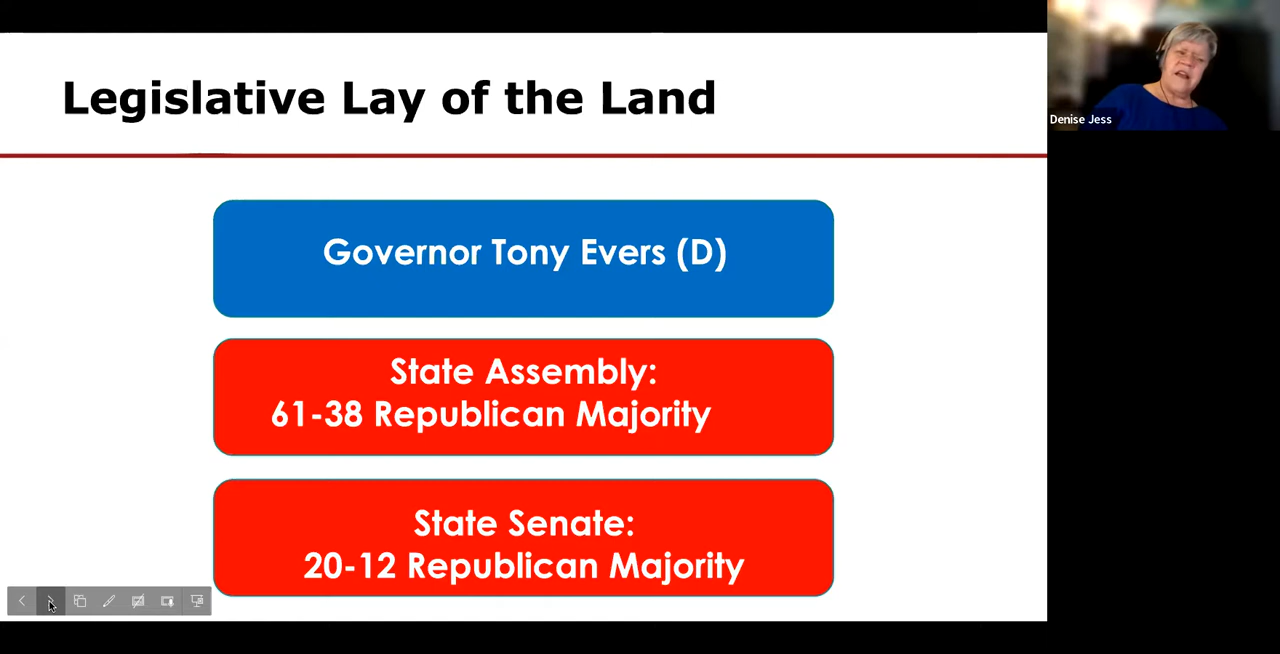 Legislative Lay of the Land
Denise Jess
Governor Tony Evers (D)
State Assembly:
61-38 Republican Majority
State Senate:
20-12 Republican Majority